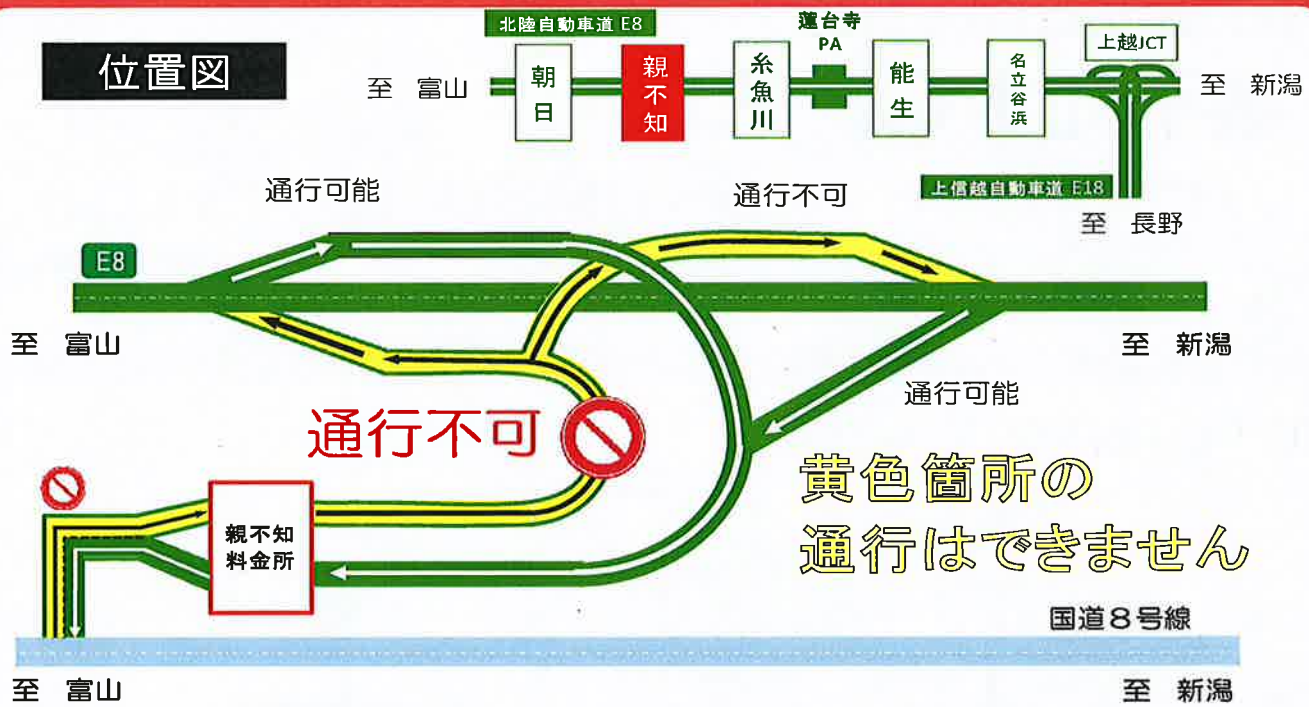 位置図
北陸自動車道 E8
至 富山
朝日
親不知
糸魚川
蓮台寺
PA
能生
名立谷浜
上越JCT
至 新潟
上信越自動車道 E18
至 長野
通行可能
通行不可
E8
至 富山
至 新潟
通行可能
通行不可
黄色箇所の
通行はできません
親不知
料金所
国道8号線
至 富山
至 新潟